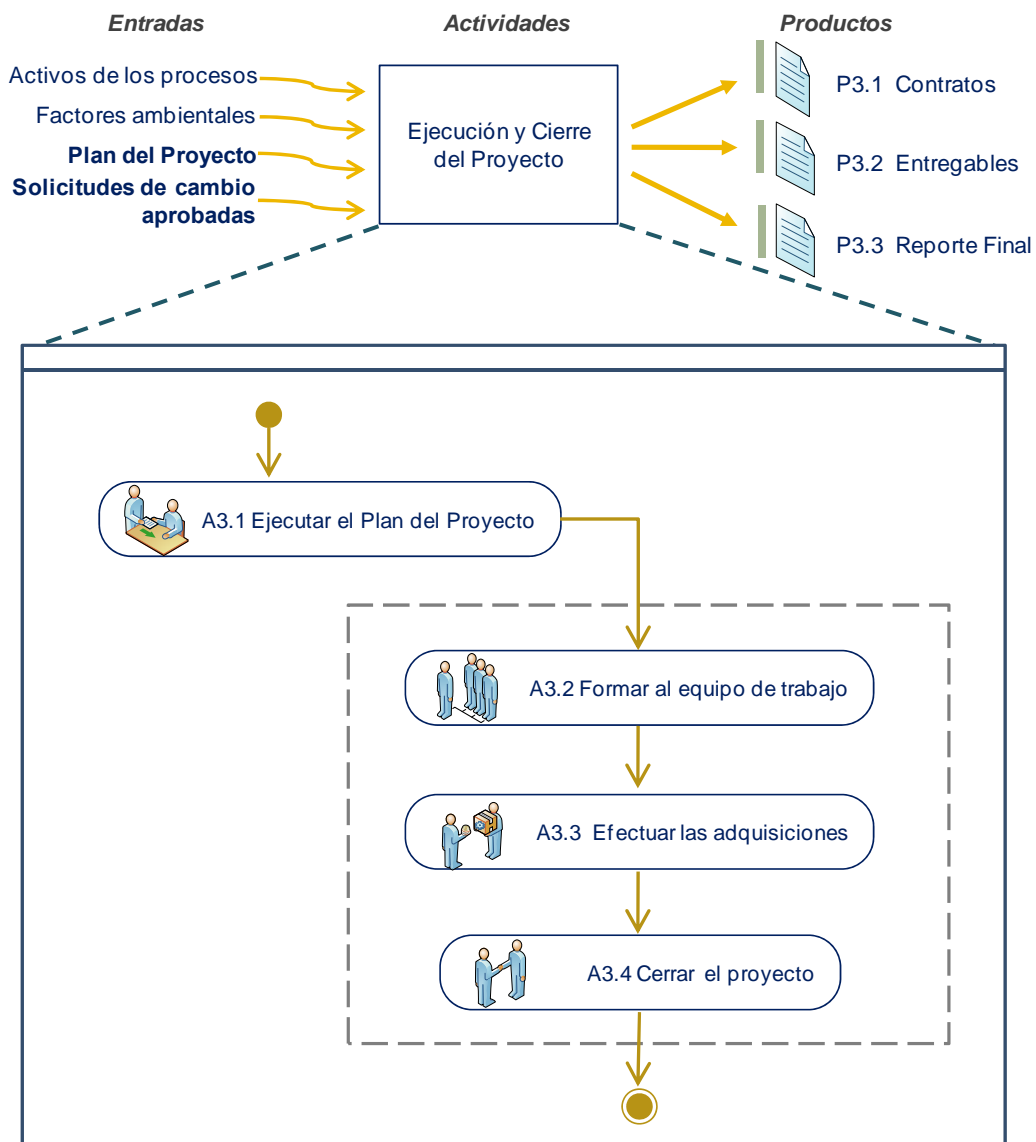 Entradas
Actividades
Productos
Activos de los procesos
Factores ambientales
Plan del Proyecto
Solicitudes de cambio
aprobadas
Ejecución y Cierre
del Proyecto
P3.1 Contratos
P3.2 Entregables
P3.3 Reporte Final
A3.1 Ejecutar el Plan del Proyecto
A3.2 Formar al equipo de trabajo
A3.3 Efectuar las adquisiciones
A3.4 Cerrar el proyecto